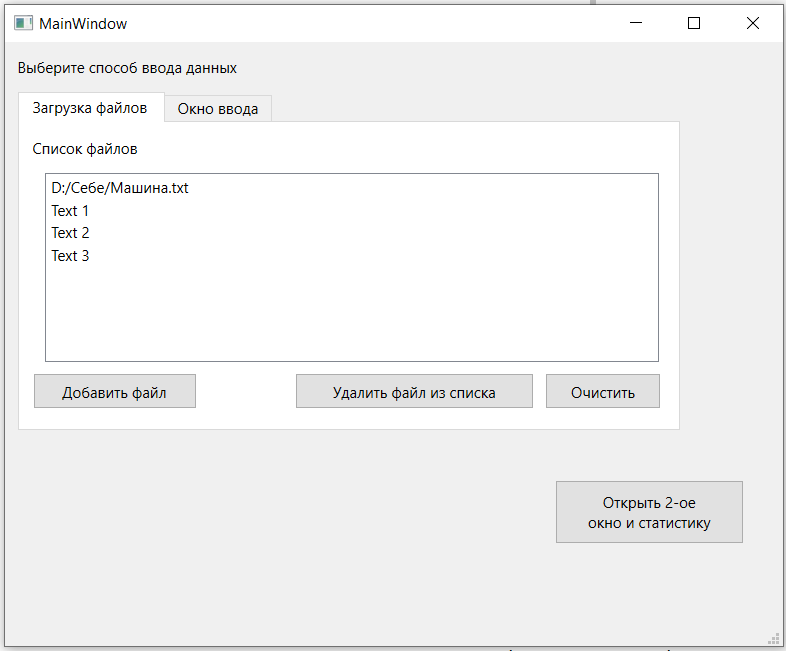 MainWindow
Выберите способ ввода данных
Загрузка файлов
Окно ввода
Список файлов
D:/Себе/Машина.txt
Text 1
Text 2
Text 3
Добавить файл
Удалить файл из списка
Очистить
Открыть 2-ое
окно и статистику